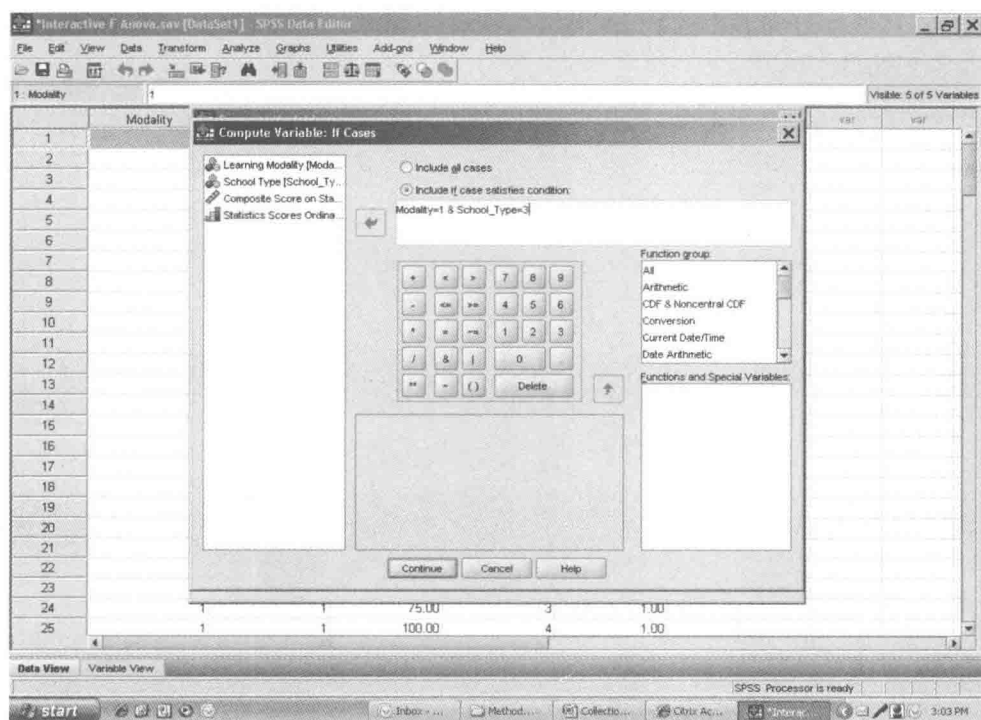 *Interactive F Anova.sav [DataSet1] - SPSS Data Editor
File Edit View Data Transform Analyze Graphs Utilities Add-ons Window Help
1 : Modality 1 Visible: 5 of 5 Variables
Modality var var
Compute Variable: If Cases
Learning Modality [Moda...
School Type [School_Ty...
Composite Score on Sta...
Statistics Scores Ordina...
Include all cases
Include if case satisfies condition:
Modality=1 & School_Type=3
+ < > 7 8 9
- <= >= 4 5 6
* = ~= 1 2 3
/ & | 0 .
** ~ ( ) Delete
Function group:
All
Arithmetic
CDF & Noncentral CDF
Conversion
Current Date/Time
Date Arithmetic
Functions and Special Variables:
Continue Cancel Help
1
2
3
4
5
6
7
8
9
10
11
12
13
14
15
16
17
18
19
20
21
22
23
24 1 1 75.00 3 1.00
25 1 1 100.00 4 1.00
Data View Variable View
SPSS Processor is ready
start Inbox - ... Method... Collectio... Citrix Ac... *Interac... 3:03 PM